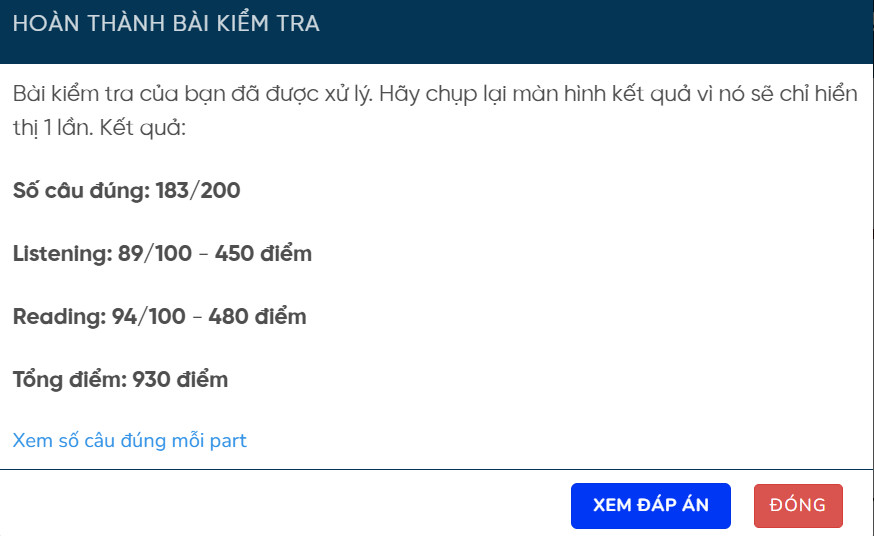 HOÀN THÀNH BÀI KIỂM TRA
Bài kiểm tra của bạn đã được xử lý. Hãy chụp lại màn hình kết quả vì nó sẽ chỉ hiển
thị 1 lần. Kết quả:
Số câu đúng: 183/200
Listening: 89/100 - 450 điểm
Reading: 94/100 - 480 điểm
Tổng điểm: 930 điểm
Xem số câu đúng mỗi part
XEM ĐÁP ÁN
ĐÓNG